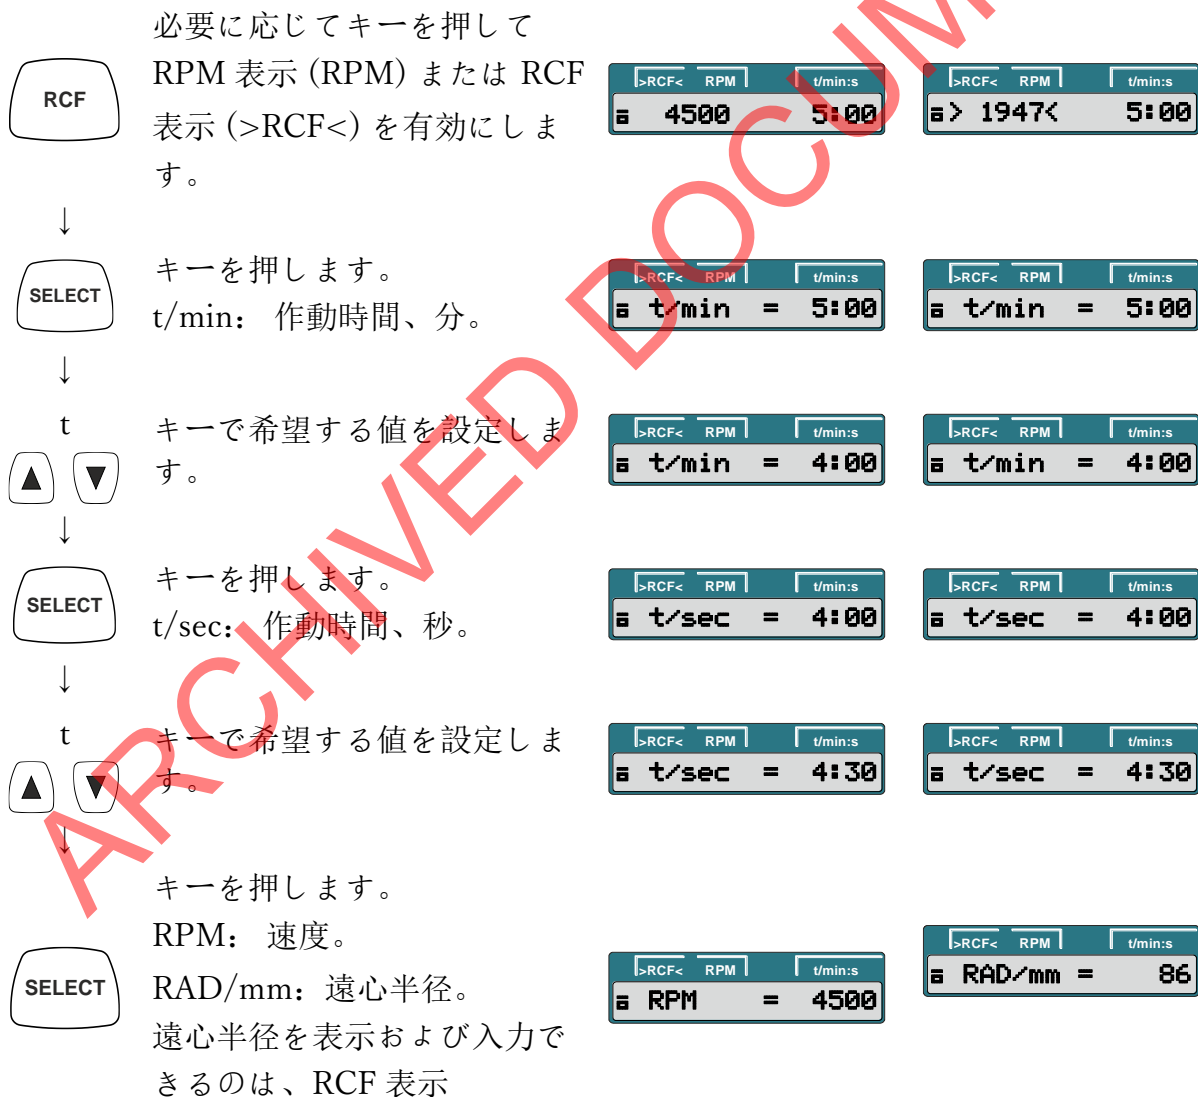 必要に応じてキーを押して
RPM 表示 (RPM) または RCF
表示 (>RCF<) を有効にしま
す。
RCF
>RCF< RPM t/min:s
4500 5:00
>RCF< RPM t/min:s
> 1947< 5:00
↓
SELECT
キーを押します。
t/min： 作動時間、分。
>RCF< RPM t/min:s
t/min = 5:00
>RCF< RPM t/min:s
t/min = 5:00
↓
t
キーで希望する値を設定しま
す。
>RCF< RPM t/min:s
t/min = 4:00
>RCF< RPM t/min:s
t/min = 4:00
↓
SELECT
キーを押します。
t/sec： 作動時間、秒。
>RCF< RPM t/min:s
t/sec = 4:00
>RCF< RPM t/min:s
t/sec = 4:00
↓
t
キーで希望する値を設定しま
す。
>RCF< RPM t/min:s
t/sec = 4:30
>RCF< RPM t/min:s
t/sec = 4:30
↓
SELECT
キーを押します。
RPM： 速度。
RAD/mm：遠心半径。
遠心半径を表示および入力で
きるのは、RCF 表示
>RCF< RPM t/min:s
RPM = 4500
>RCF< RPM t/min:s
RAD/mm = 86
ARCHIVED DOCUM